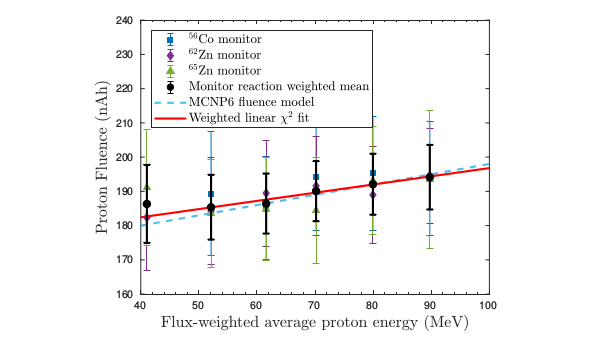 240
230
220
210
200
190
180
170
160
Proton Fluence (nAh)
⁵⁶Co monitor
⁶²Zn monitor
⁶⁵Zn monitor
Monitor reaction weighted mean
MCNP6 fluence model
Weighted linear χ² fit
40 50 60 70 80 90 100
Flux-weighted average proton energy (MeV)